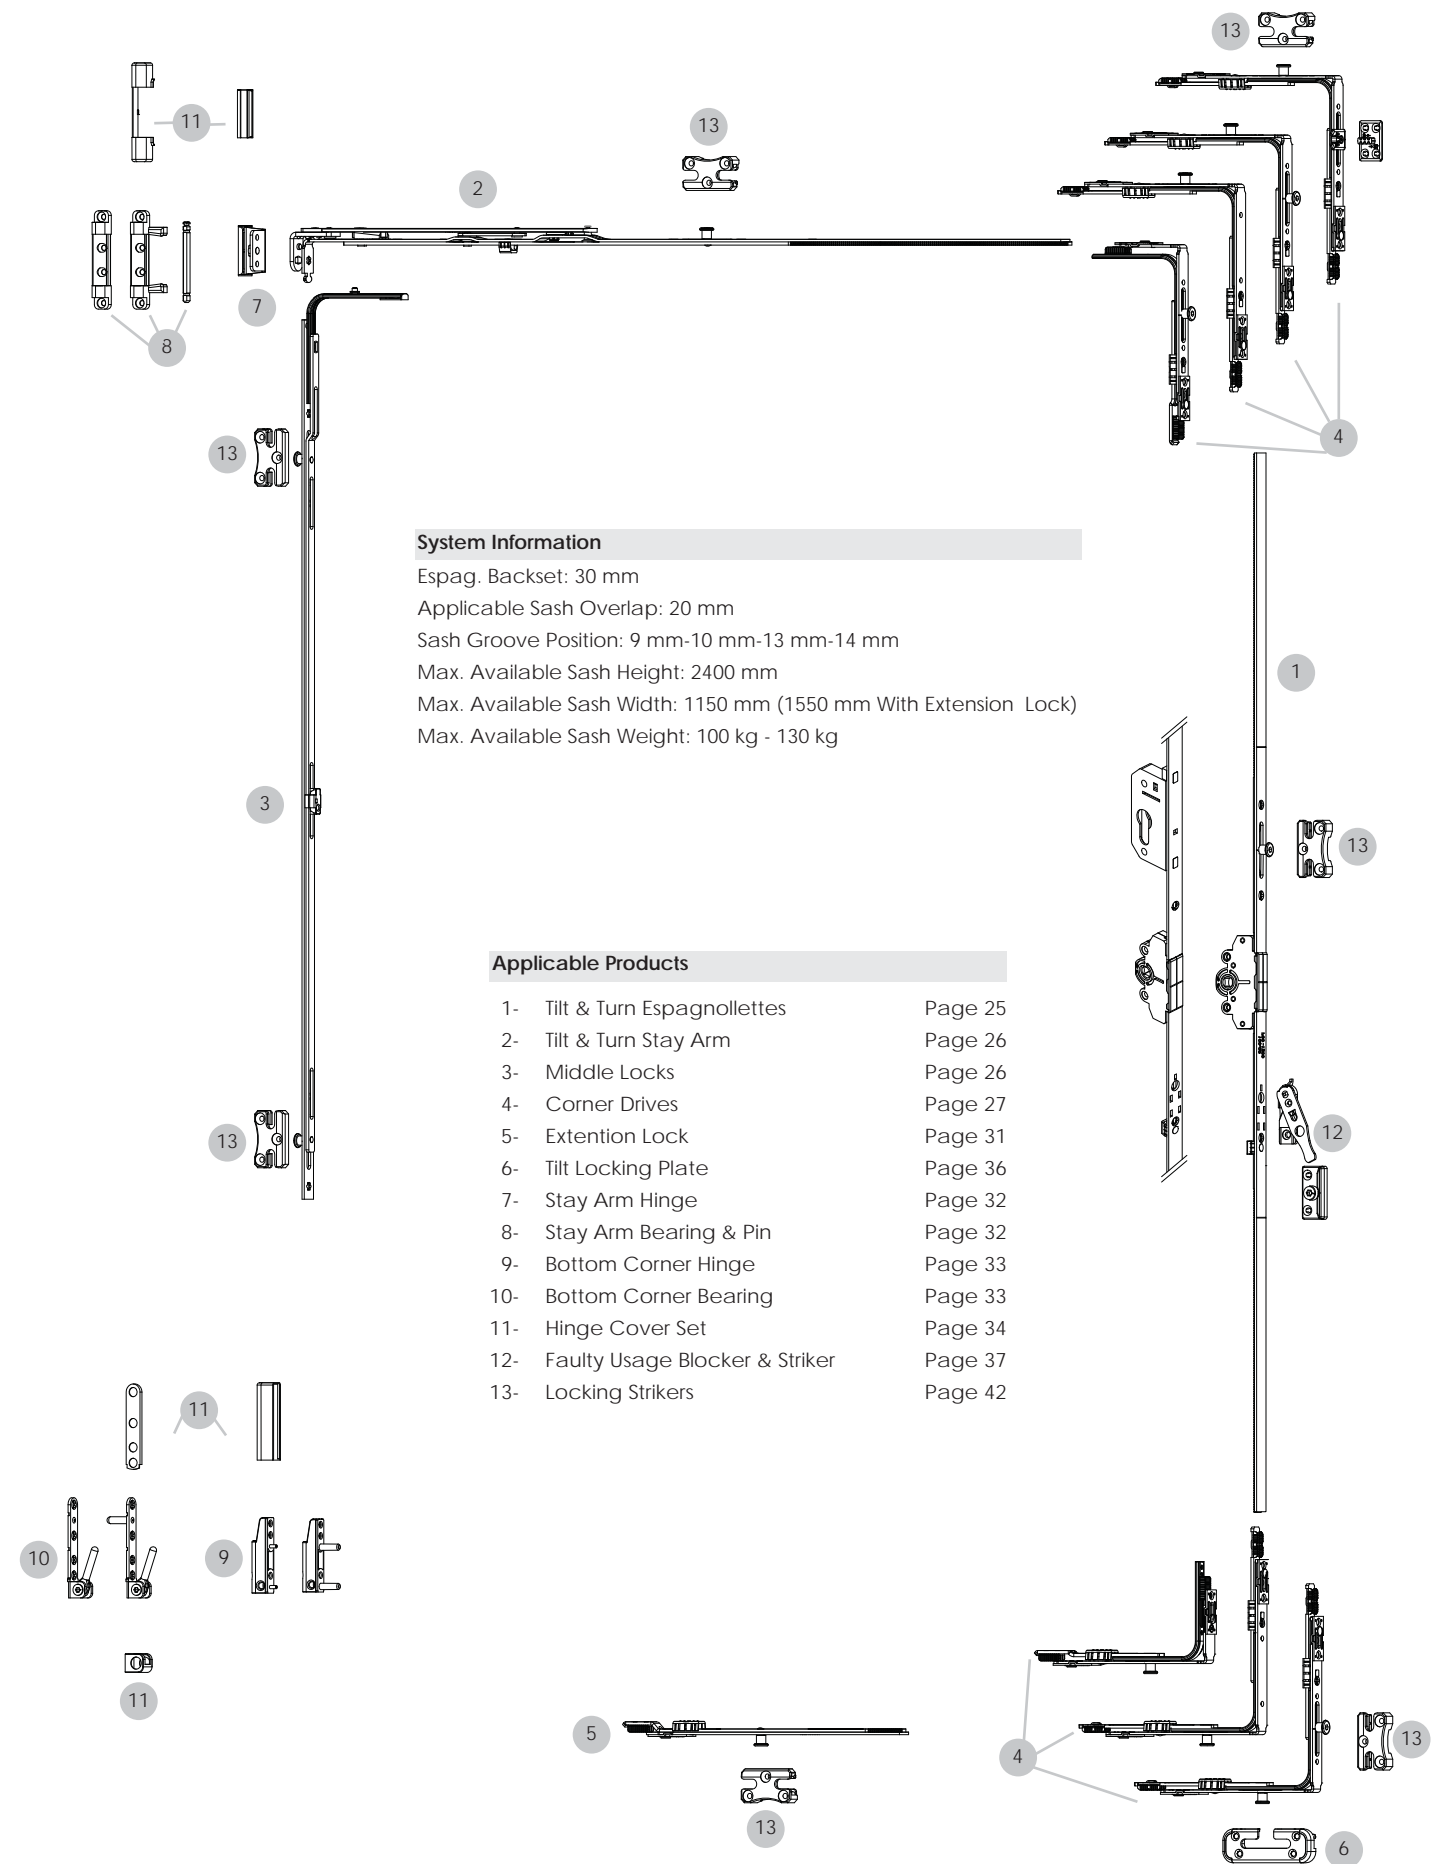 13
11
13
2
7
8
4
13
System Information
Espag. Backset: 30 mm
Applicable Sash Overlap: 20 mm
Sash Groove Position: 9 mm-10 mm-13 mm-14 mm
Max. Available Sash Height: 2400 mm
Max. Available Sash Width: 1150 mm (1550 mm With Extension Lock)
Max. Available Sash Weight: 100 kg - 130 kg
1
3
13
Applicable Products
1- Tilt & Turn Espagnollettes Page 25
2- Tilt & Turn Stay Arm Page 26
3- Middle Locks Page 26
4- Corner Drives Page 27
5- Extention Lock Page 31
6- Tilt Locking Plate Page 36
7- Stay Arm Hinge Page 32
8- Stay Arm Bearing & Pin Page 32
9- Bottom Corner Hinge Page 33
10- Bottom Corner Bearing Page 33
11- Hinge Cover Set Page 34
12- Faulty Usage Blocker & Striker Page 37
13- Locking Strikers Page 42
12
13
11
10
9
11
5
4
13
13
6